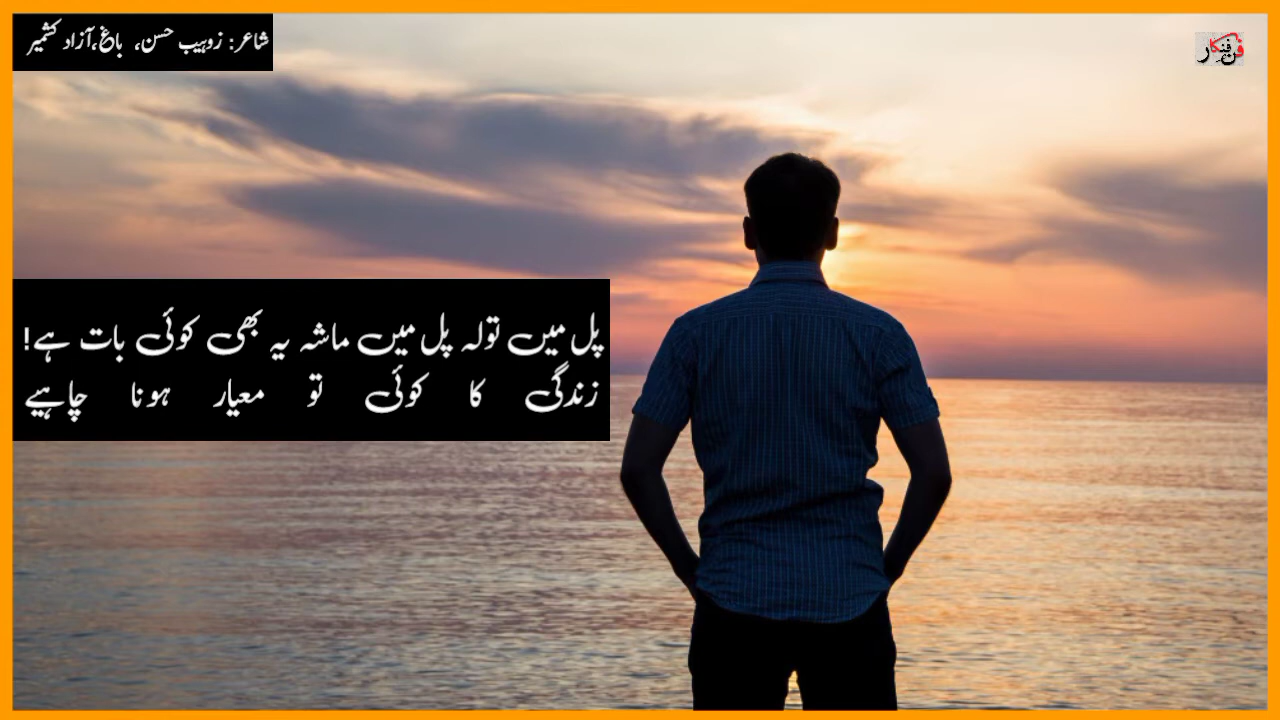 شاعر: زوہیب حسن، باغ،آزاد کشمیر
فن فنکار
پل میں تولہ پل میں ماشہ یہ بھی کوئی بات ہے!
زندگی کا کوئی تو معیار ہونا چاہیے